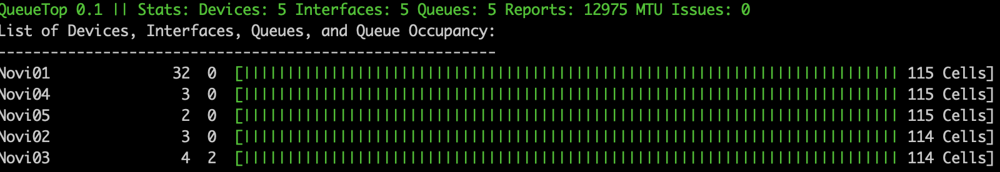 QueueTop 0.1 || Stats: Devices: 5 Interfaces: 5 Queues: 5 Reports: 12975 MTU Issues: 0
List of Devices, Interfaces, Queues, and Queue Occupancy:
---------------------------------------------------------
Novi01              32  0  [||||||||||||||||||||||||||||||||||||||||||||||||||||||||||||||||||||||||||| 115 Cells]
Novi04               3  0  [||||||||||||||||||||||||||||||||||||||||||||||||||||||||||||||||||||||||||| 115 Cells]
Novi05               2  0  [||||||||||||||||||||||||||||||||||||||||||||||||||||||||||||||||||||||||||| 115 Cells]
Novi02               3  0  [||||||||||||||||||||||||||||||||||||||||||||||||||||||||||||||||||||||||||| 114 Cells]
Novi03               4  2  [||||||||||||||||||||||||||||||||||||||||||||||||||||||||||||||||||||||||||| 114 Cells]